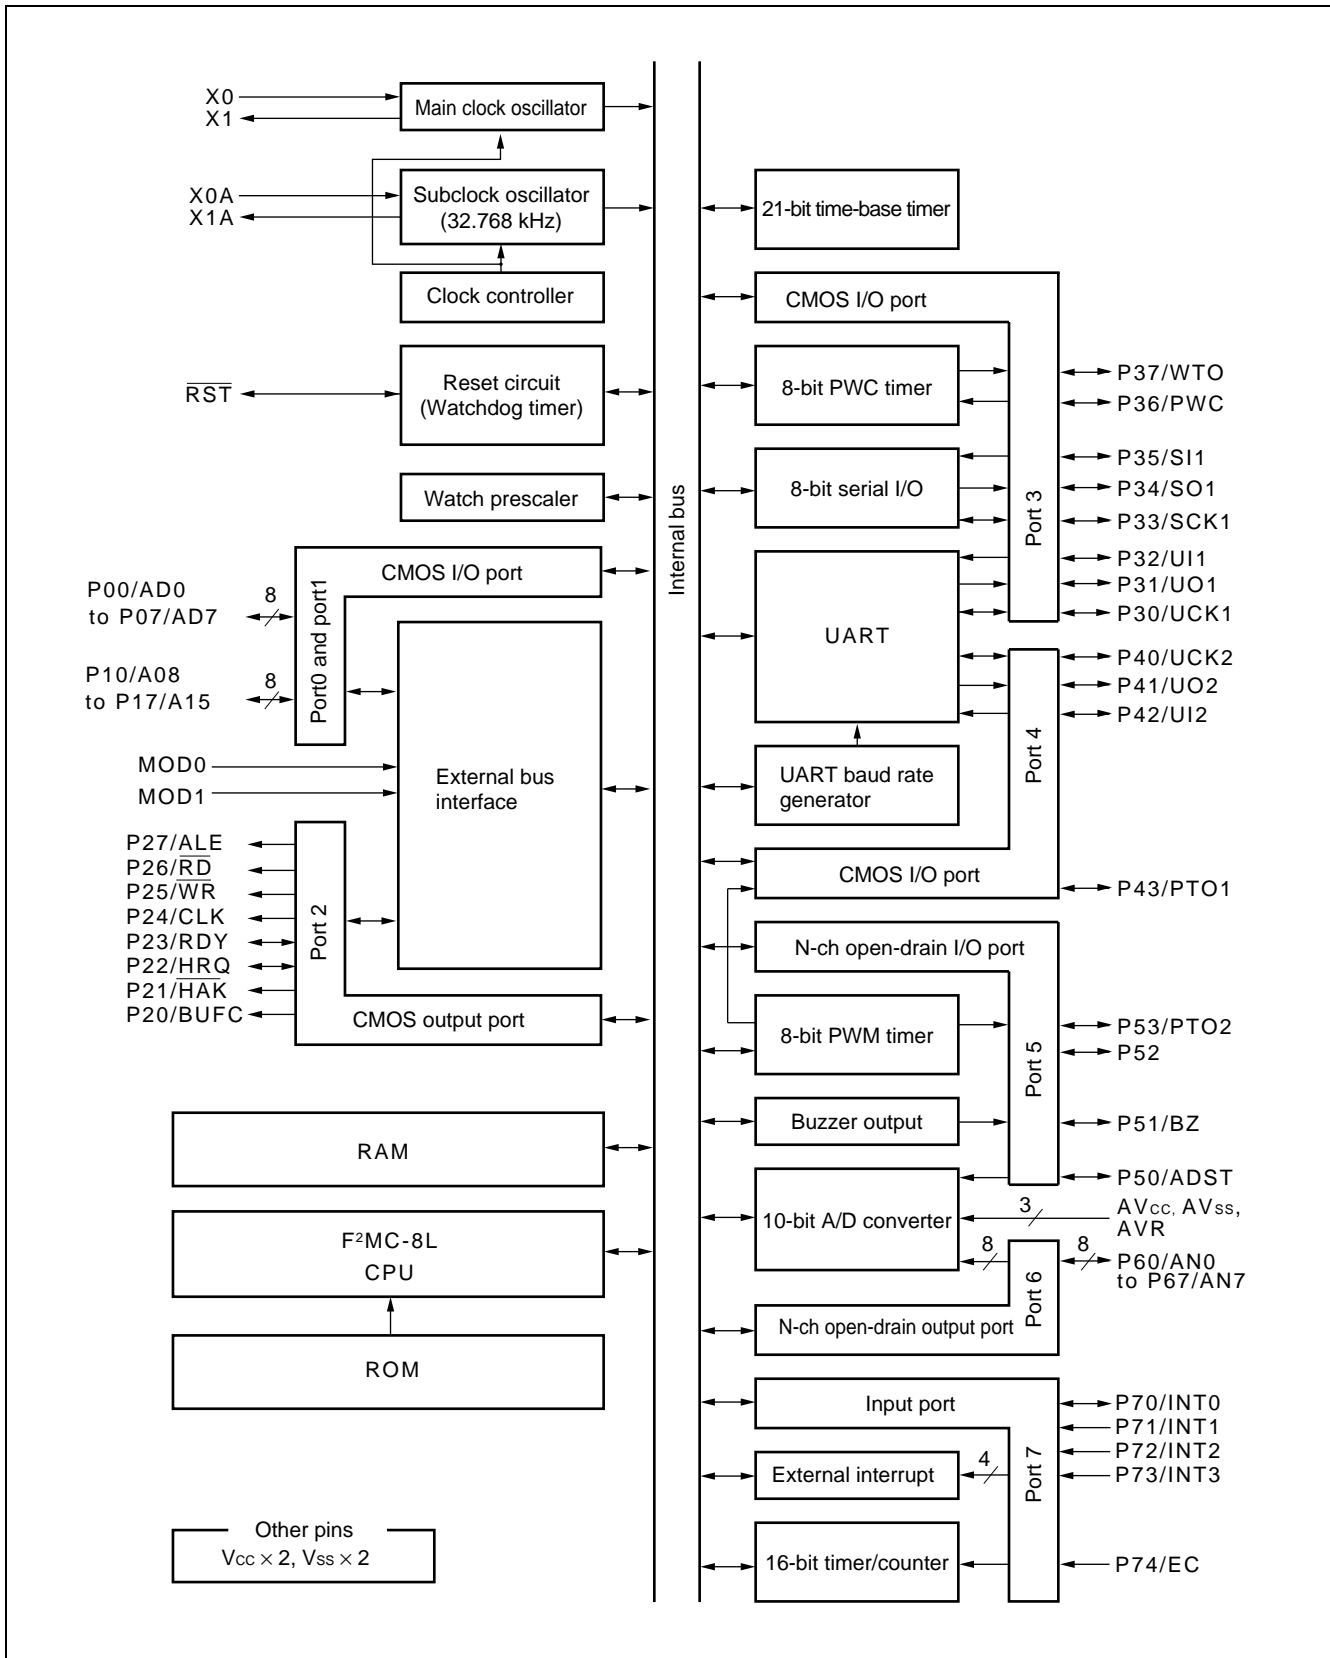 X0
X1
Main clock oscillator
X0A
X1A
Subclock oscillator
(32.768 kHz)
Clock controller
RST
Reset circuit
(Watchdog timer)
Watch prescaler
CMOS I/O port
P00/AD0
to P07/AD7
8
P10/A08
to P17/A15
8
Port0 and port1
MOD0
MOD1
External bus
interface
P27/ALE
P26/RD
P25/WR
P24/CLK
P23/RDY
P22/HRQ
P21/HAK
P20/BUFC
Port 2
CMOS output port
RAM
F²MC-8L
CPU
ROM
Other pins
Vcc × 2, Vss × 2
Internal bus
21-bit time-base timer
CMOS I/O port
8-bit PWC timer
8-bit serial I/O
Port 3
P37/WTO
P36/PWC
P35/SI1
P34/SO1
P33/SCK1
P32/UI1
P31/UO1
P30/UCK1
UART
P40/UCK2
P41/UO2
P42/UI2
Port 4
UART baud rate
generator
CMOS I/O port
P43/PTO1
N-ch open-drain I/O port
8-bit PWM timer
Port 5
P53/PTO2
P52
Buzzer output
P51/BZ
P50/ADST
10-bit A/D converter
3
AVcc, AVss,
AVR
8
8
P60/AN0
to P67/AN7
Port 6
N-ch open-drain output port
Input port
P70/INT0
P71/INT1
P72/INT2
P73/INT3
External interrupt
4
Port 7
16-bit timer/counter
P74/EC